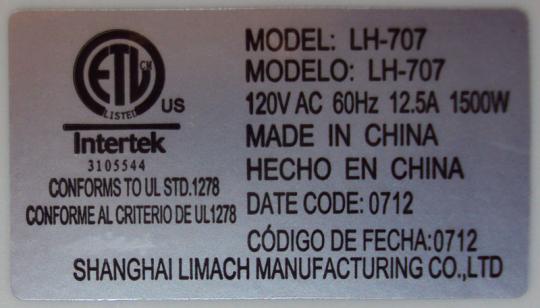 ETL CM
LISTED
US
Intertek
3105544
CONFORMS TO UL STD.1278
CONFORME AL CRITERIO DE UL1278
MODEL: LH-707
MODELO: LH-707
120V AC 60Hz 12.5A 1500W
MADE IN CHINA
HECHO EN CHINA
DATE CODE: 0712
CÓDIGO DE FECHA:0712
SHANGHAI LIMACH MANUFACTURING CO.,LTD